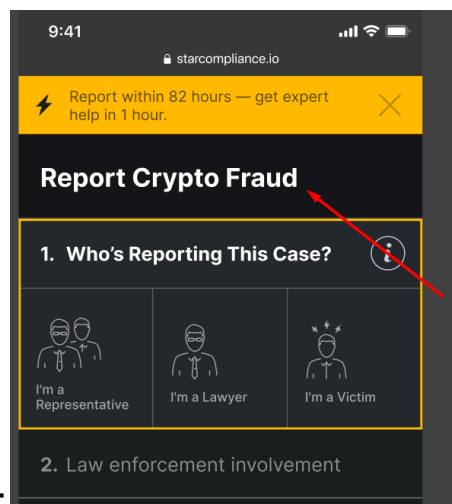 9:41
starcompliance.io
Report within 82 hours — get expert
help in 1 hour.
Report Crypto Fraud
1. Who's Reporting This Case?
i
I'm a
Representative
I'm a Lawyer
I'm a Victim
2. Law enforcement involvement